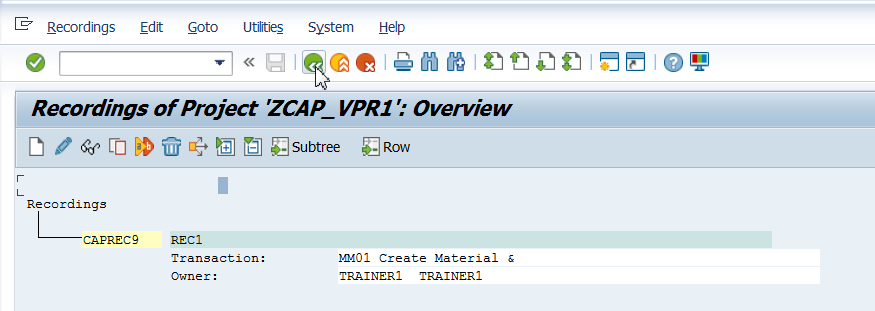 Recordings Edit Goto Utilities System Help
Recordings of Project 'ZCAP_VPR1': Overview
Subtree Row
Recordings
CAPREC9 REC1
Transaction: MM01 Create Material &
Owner: TRAINER1 TRAINER1